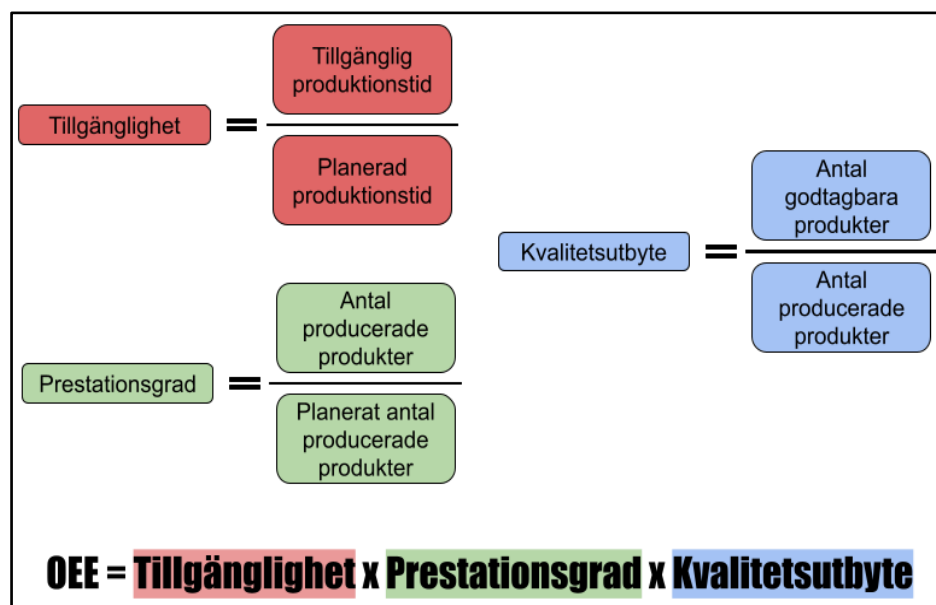 Tillgänglighet
=
Tillgänglig
produktionstid
Planerad
produktionstid
Prestationsgrad
=
Antal
producerade
produkter
Planerat antal
producerade
produkter
Kvalitetsutbyte
=
Antal
godtagbara
produkter
Antal
producerade
produkter
OEE = Tillgänglighet x Prestationsgrad x Kvalitetsutbyte